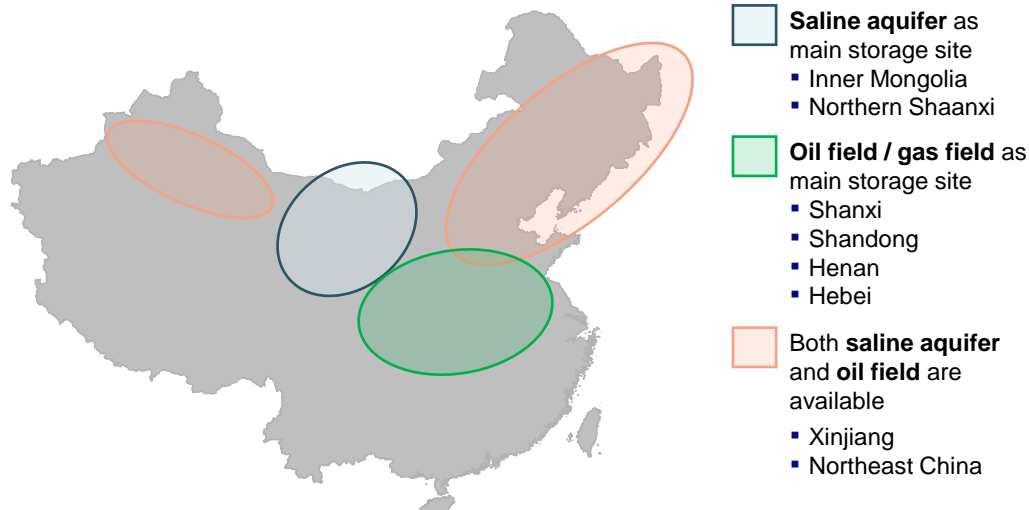 Saline aquifer as
main storage site
▪ Inner Mongolia
▪ Northern Shaanxi
Oil field / gas field as
main storage site
▪ Shanxi
▪ Shandong
▪ Henan
▪ Hebei
Both saline aquifer
and oil field are
available
▪ Xinjiang
▪ Northeast China